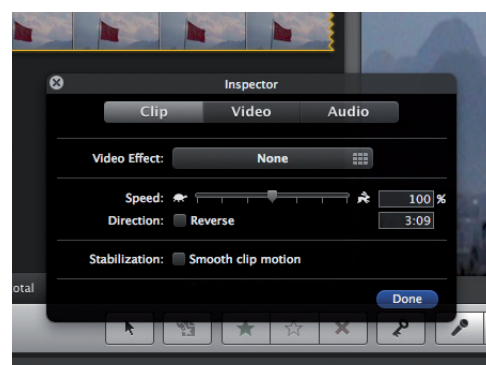 Inspector
Clip Video Audio
Video Effect: None
Speed: 100 %
Direction: Reverse 3:09
Stabilization: Smooth clip motion
otal
Done